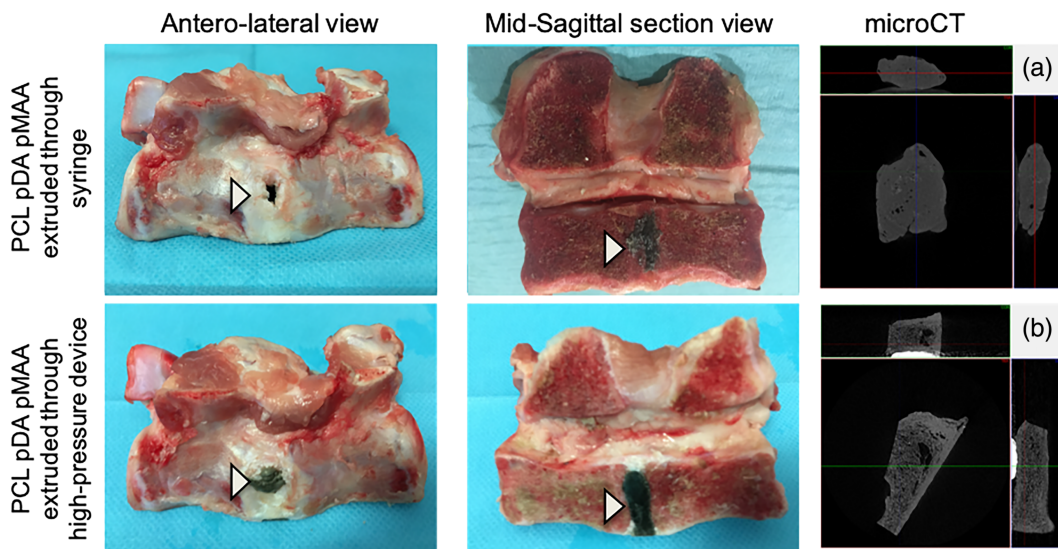 Antero-lateral view
Mid-Sagittal section view
microCT
PCL pDA pMAA
extruded through
syringe
(a)
PCL pDA pMAA
extruded through
high-pressure device
(b)